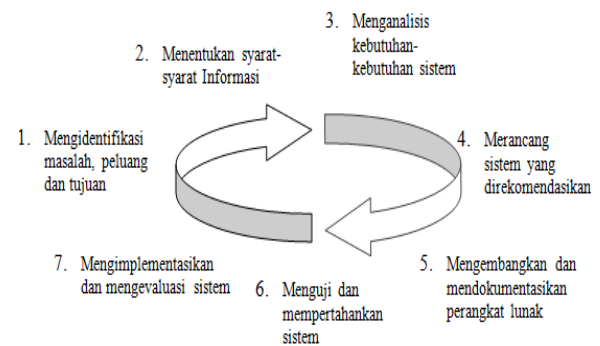 1. Mengidentifikasi
masalah, peluang
dan tujuan
2. Menentukan syarat-
syarat Informasi
3. Menganalisis
kebutuhan-
kebutuhan sistem
4. Merancang
sistem yang
direkomendasikan
5. Mengembangkan dan
mendokumentasikan
perangkat lunak
6. Menguji dan
mempertahankan
sistem
7. Mengimplementasikan
dan mengevaluasi sistem